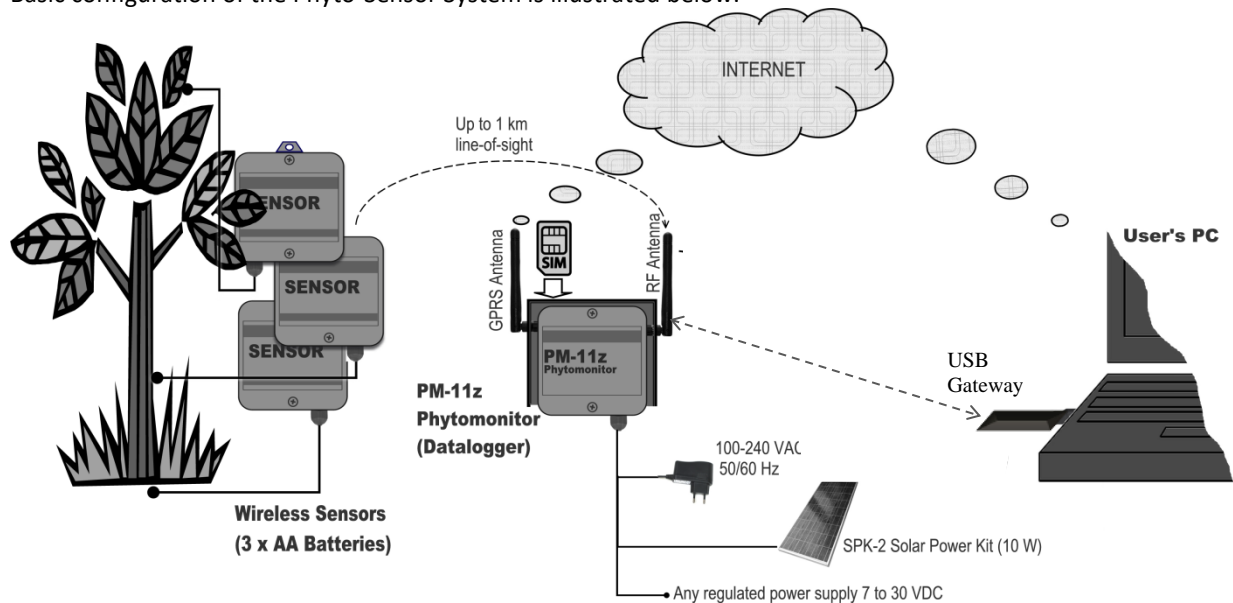 Basic configuration of the Phyto-Sensor System is illustrated below:
INTERNET
Up to 1 km
line-of-sight
SENSOR
SENSOR
SENSOR
GPRS Antenna
SIM
RF Antenna
User's PC
PM-11z
Phytomonitor
USB
Gateway
PM-11z
Phytomonitor
(Datalogger)
100-240 VAC
50/60 Hz
Wireless Sensors
(3 x AA Batteries)
SPK-2 Solar Power Kit (10 W)
Any regulated power supply 7 to 30 VDC